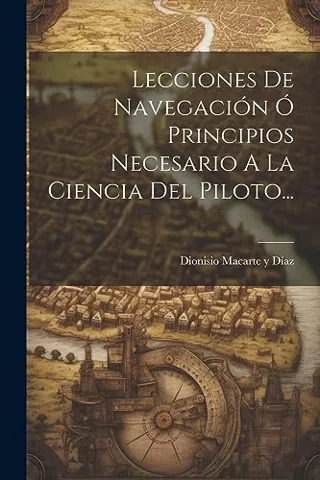 Lecciones De
Navegación Ó
Principios
Necesario A La
Ciencia Del Piloto...
Dionisio Macarte y Díaz